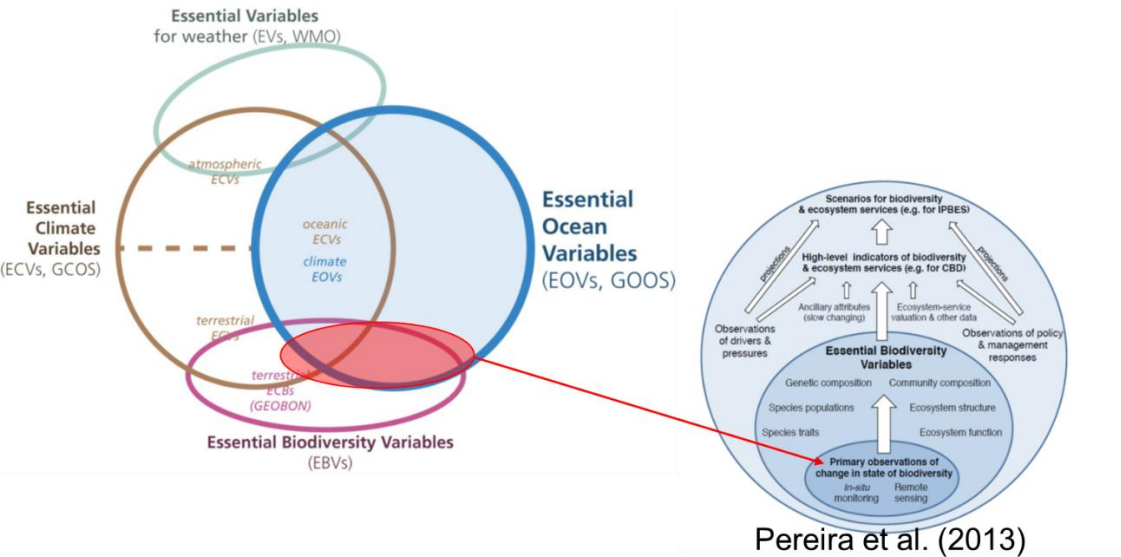 Essential Variables
for weather (EVs, WMO)
atmospheric
ECVs
Essential
Climate
Variables
(ECVs, GCOS)
oceanic
ECVs
climate
EOVs
Essential
Ocean
Variables
(EOVs, GOOS)
terrestrial
ECVs
terrestrial
ECBs
(GEOBON)
Essential Biodiversity Variables
(EBVs)
Scenarios for biodiversity
& ecosystem services (e.g. for IPBES)
projections
projections
High-level indicators of biodiversity
& ecosystem services (e.g. for CBD)
Ancillary attributes
(slow changing)
Ecosystem-service
valuation & other data
Observations
of drivers &
pressures
Observations of policy
& management
responses
Essential Biodiversity
Variables
Genetic composition
Community composition
Species populations
Ecosystem structure
Species traits
Ecosystem function
Primary observations of
change in state of biodiversity
In-situ
monitoring
Remote
sensing
Pereira et al. (2013)